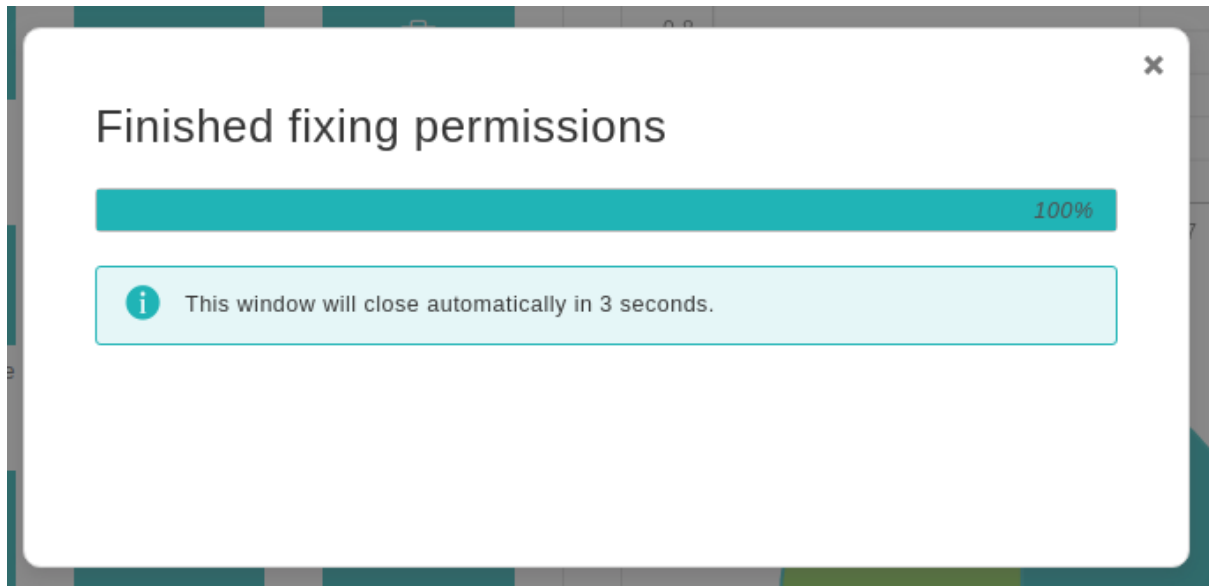 Finished fixing permissions
100%
This window will close automatically in 3 seconds.